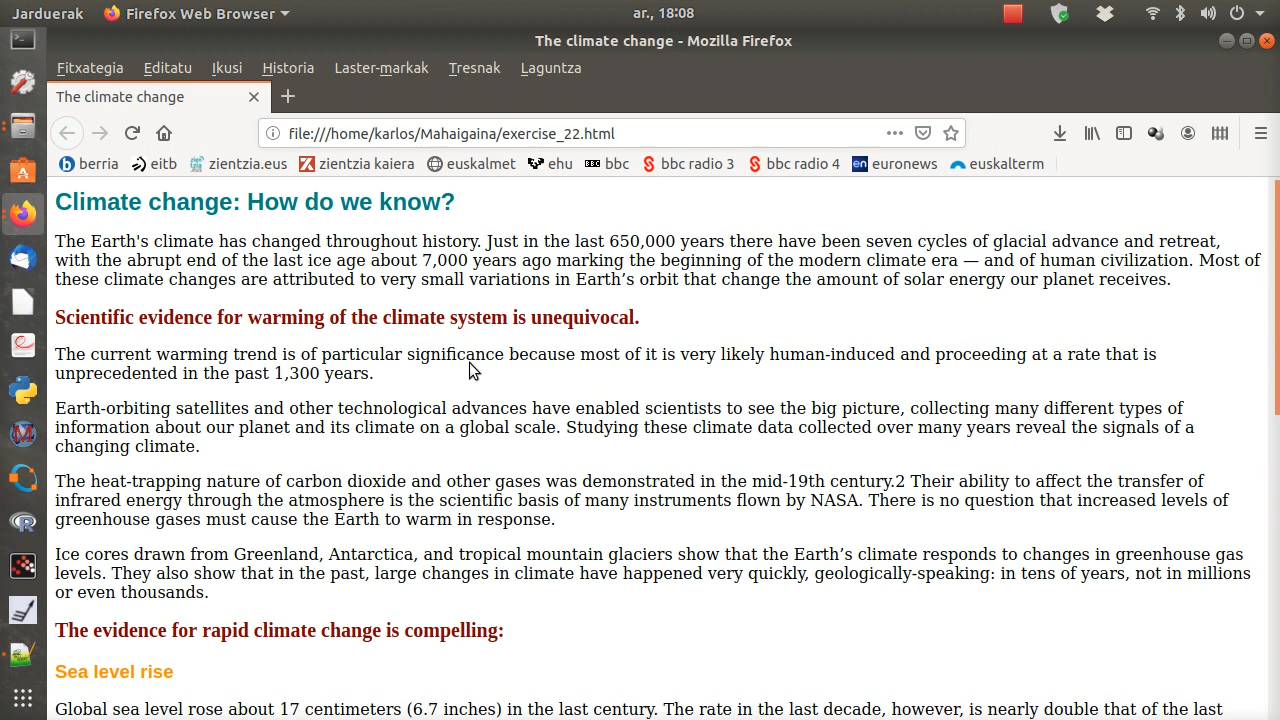 Jarduerak Firefox Web Browser ar., 18:08
The climate change - Mozilla Firefox
Fitxategia Editatu Ikusi Historia Laster-markak Tresnak Laguntza
The climate change
file:///home/karlos/Mahaigaina/exercise_22.html
berria eitb zientzia.eus zientzia kaiera euskalmet ehu BBC bbc bbc radio 3 bbc radio 4 en euronews euskalterm
Climate change: How do we know?
The Earth's climate has changed throughout history. Just in the last 650,000 years there have been seven cycles of glacial advance and retreat,
with the abrupt end of the last ice age about 7,000 years ago marking the beginning of the modern climate era — and of human civilization. Most of
these climate changes are attributed to very small variations in Earth’s orbit that change the amount of solar energy our planet receives.
Scientific evidence for warming of the climate system is unequivocal.
The current warming trend is of particular significance because most of it is very likely human-induced and proceeding at a rate that is
unprecedented in the past 1,300 years.
Earth-orbiting satellites and other technological advances have enabled scientists to see the big picture, collecting many different types of
information about our planet and its climate on a global scale. Studying these climate data collected over many years reveal the signals of a
changing climate.
The heat-trapping nature of carbon dioxide and other gases was demonstrated in the mid-19th century.2 Their ability to affect the transfer of
infrared energy through the atmosphere is the scientific basis of many instruments flown by NASA. There is no question that increased levels of
greenhouse gases must cause the Earth to warm in response.
Ice cores drawn from Greenland, Antarctica, and tropical mountain glaciers show that the Earth’s climate responds to changes in greenhouse gas
levels. They also show that in the past, large changes in climate have happened very quickly, geologically-speaking: in tens of years, not in millions
or even thousands.
The evidence for rapid climate change is compelling:
Sea level rise
Global sea level rose about 17 centimeters (6.7 inches) in the last century. The rate in the last decade, however, is nearly double that of the last